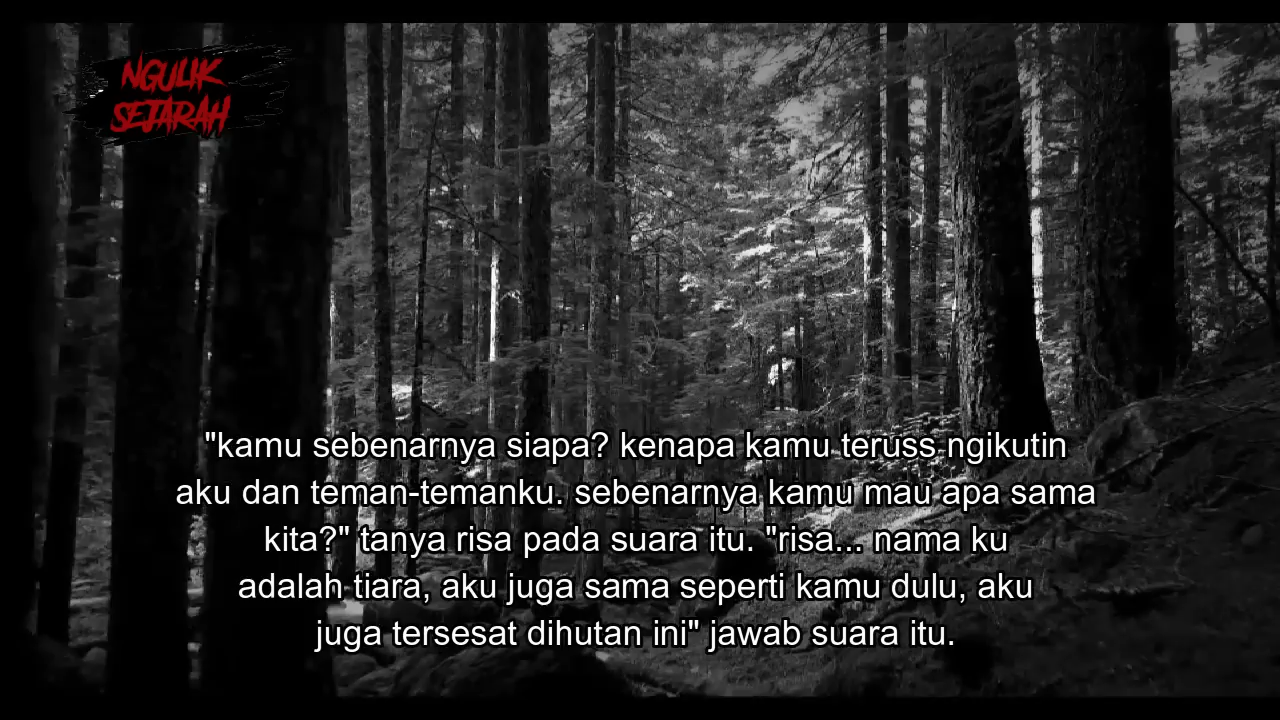 NGULIK
SEJARAH
"kamu sebenarnya siapa? kenapa kamu teruss ngikutin
aku dan teman-temanku. sebenarnya kamu mau apa sama
kita?" tanya risa pada suara itu. "risa... nama ku
adalah tiara, aku juga sama seperti kamu dulu, aku
juga tersesat dihutan ini" jawab suara itu.